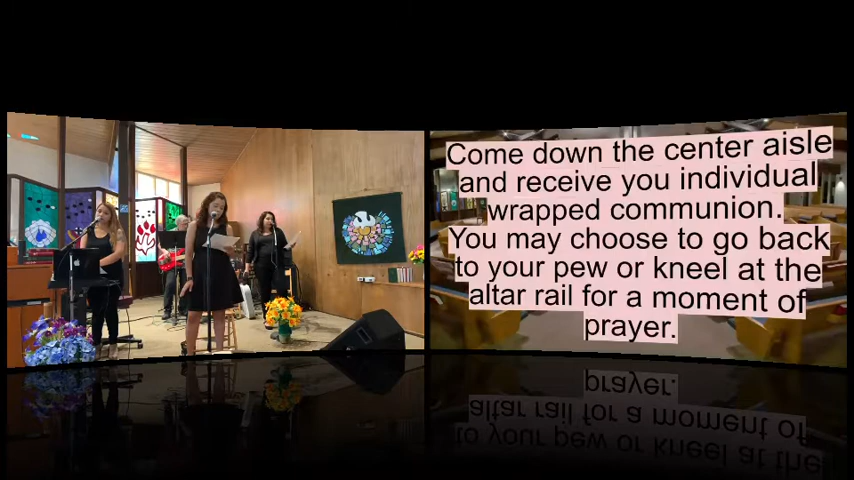 Come down the center aisle
and receive you individual
wrapped communion.
You may choose to go back
to your pew or kneel at the
altar rail for a moment of
prayer.